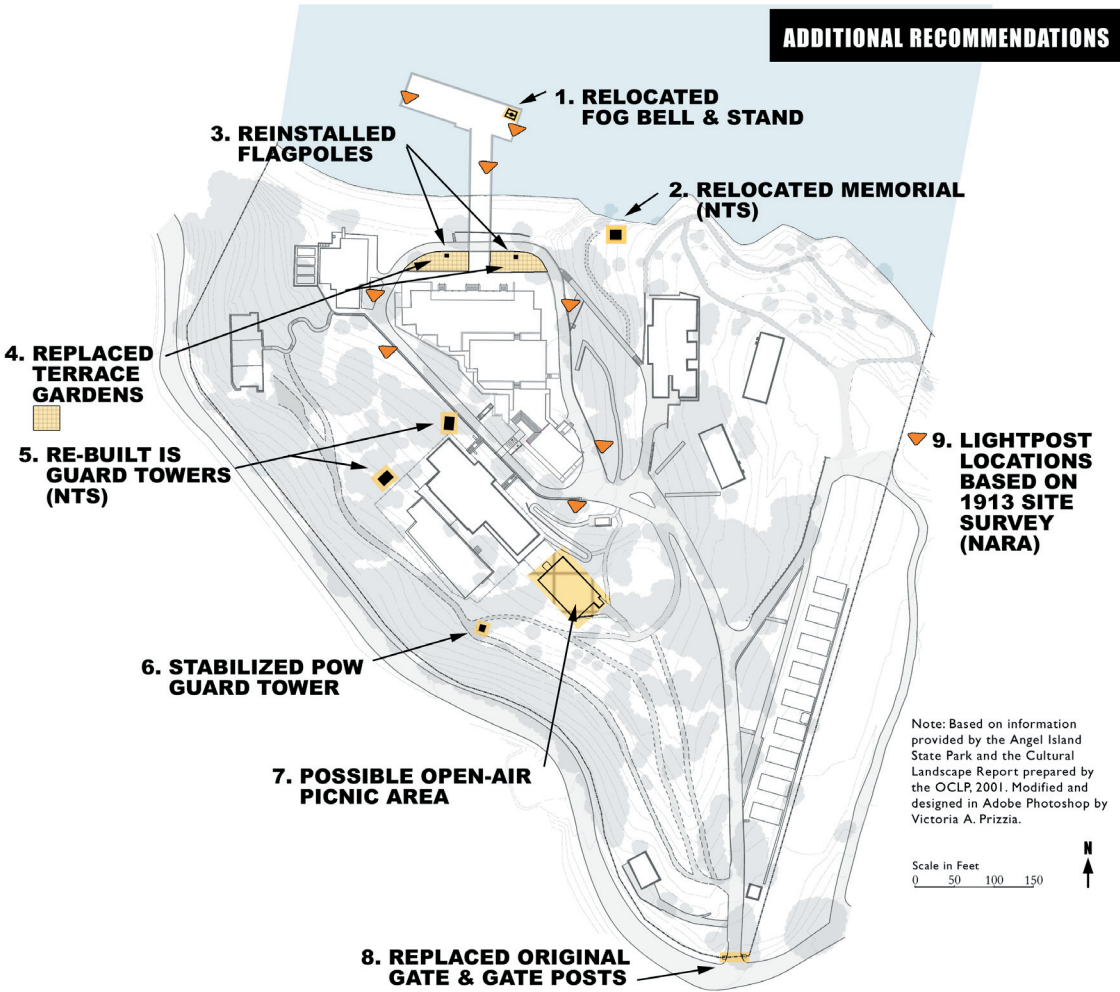 ADDITIONAL RECOMMENDATIONS
1. RELOCATED
FOG BELL & STAND
3. REINSTALLED
FLAGPOLES
2. RELOCATED MEMORIAL
(NTS)
4. REPLACED
TERRACE
GARDENS
5. RE-BUILT IS
GUARD TOWERS
(NTS)
9. LIGHTPOST
LOCATIONS
BASED ON
1913 SITE
SURVEY
(NARA)
6. STABILIZED POW
GUARD TOWER
7. POSSIBLE OPEN-AIR
PICNIC AREA
Note: Based on information
provided by the Angel Island
State Park and the Cultural
Landscape Report prepared by
the OCLP, 2001. Modified and
designed in Adobe Photoshop by
Victoria A. Prizzia.
N
Scale in Feet
0 50 100 150
8. REPLACED ORIGINAL
GATE & GATE POSTS